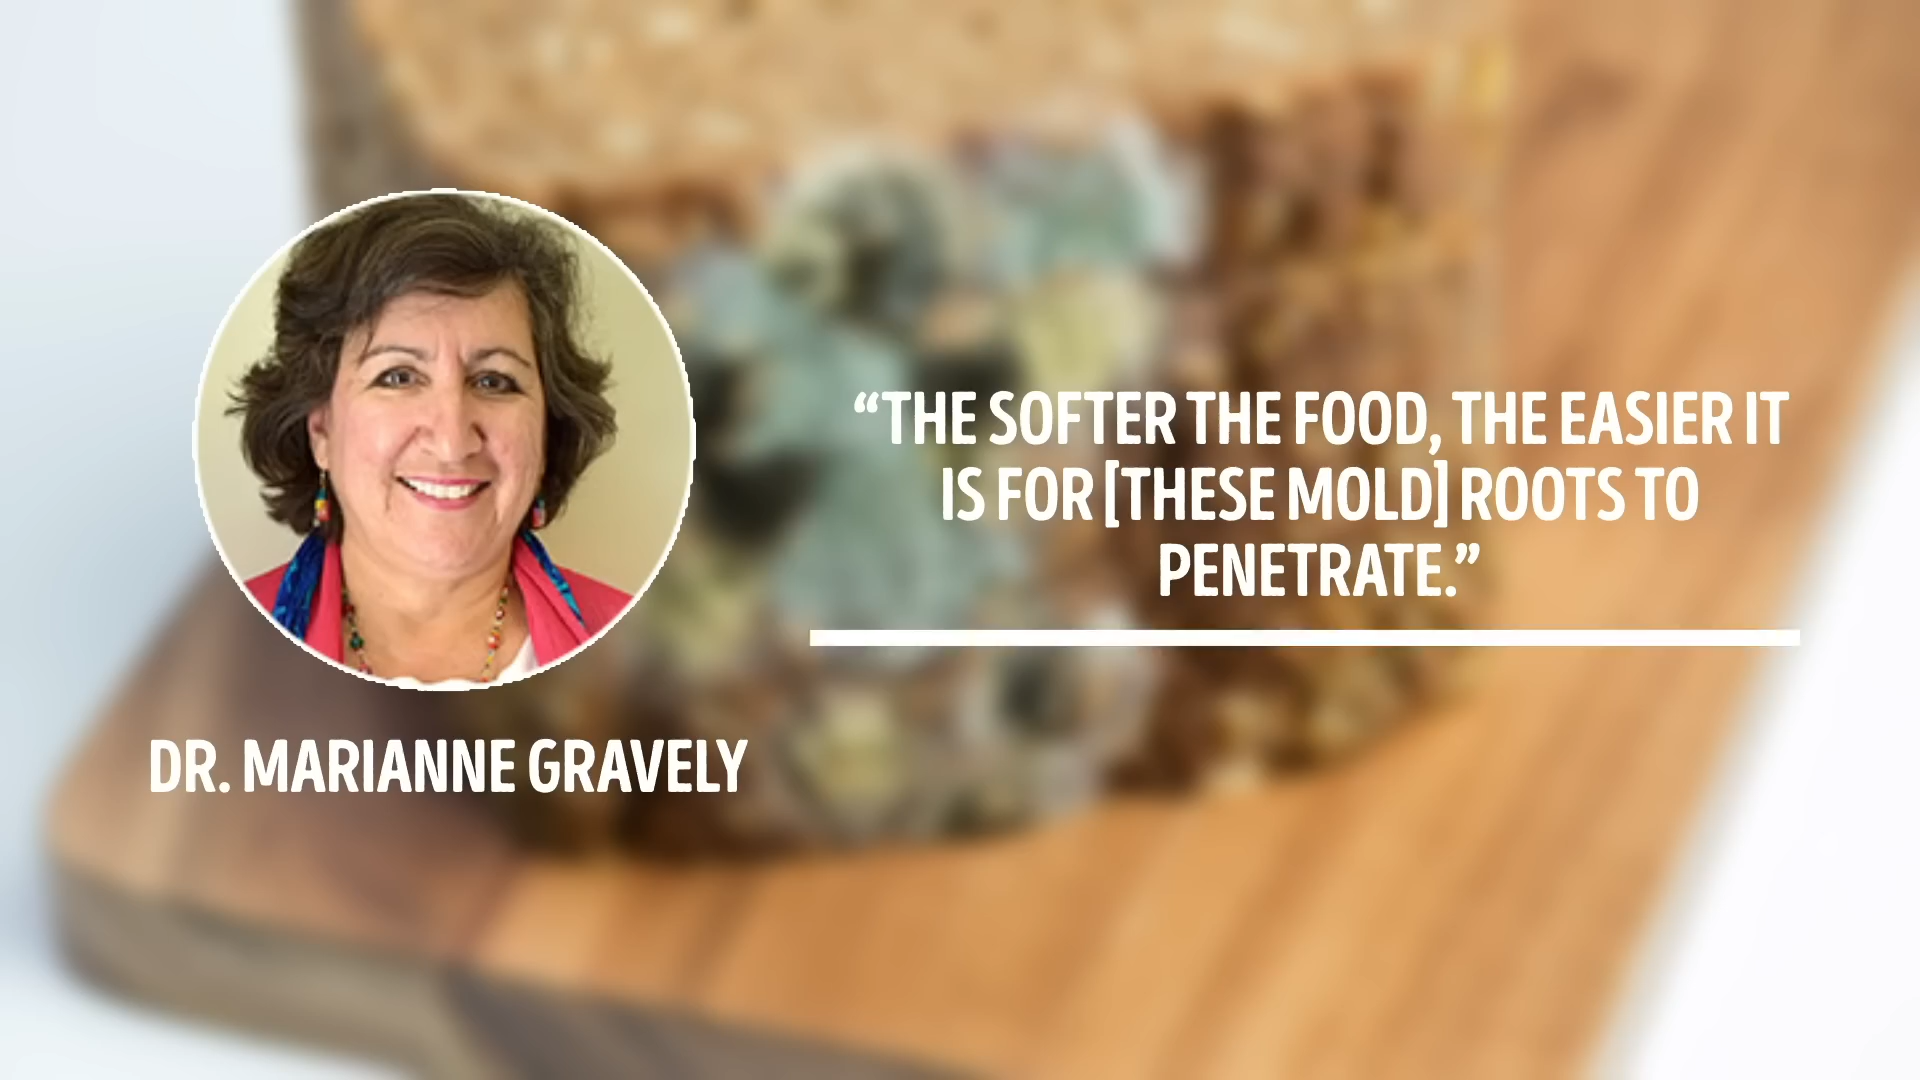 “THE SOFTER THE FOOD, THE EASIER IT
IS FOR [THESE MOLD] ROOTS TO
PENETRATE.”
DR. MARIANNE GRAVELY